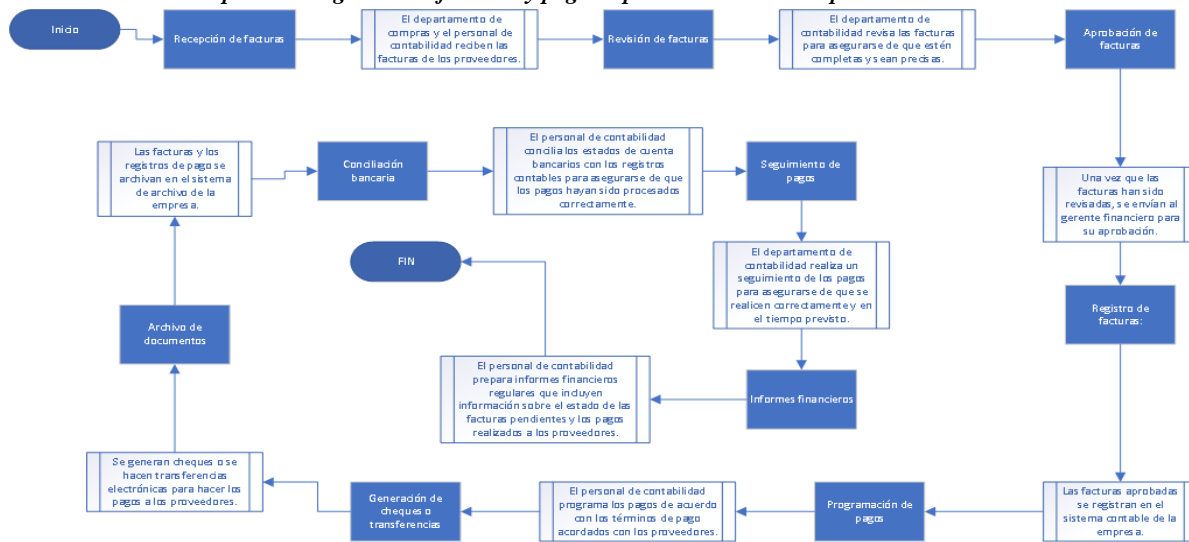 Inicio
Recepción de facturas
El departamento de
compras y el personal de
contabilidad reciben las
facturas de los proveedores.
Revisión de facturas
El departamento de
contabilidad revisa las facturas
para asegurarse de que estén
completas y sean precisas.
Aprobación de
facturas
Una vez que las
facturas han sido
revisadas, se envían al
gerente financiero para
su aprobación.
Registro de
facturas:
Las facturas aprobadas
se registran en el
sistema contable de la
empresa.
Programación de
pagos
El personal de contabilidad
programa los pagos de acuerdo
con los términos de pago
acordados con los proveedores.
Generación de
cheques o
transferencias
Se generan cheques o se
hacen transferencias
electrónicas para hacer los
pagos a los proveedores.
Archivo de
documentos
Las facturas y los
registros de pago se
archivan en el sistema
de archivo de la
empresa.
Conciliación
bancaria
El personal de contabilidad
concilia los estados de cuenta
bancarios con los registros
contables para asegurarse de que
los pagos hayan sido procesados
correctamente.
Seguimiento de
pagos
El departamento de
contabilidad realiza un
seguimiento de los pagos
para asegurarse de que se
realicen correctamente y en
el tiempo previsto.
Informes financieros
El personal de contabilidad
prepara informes financieros
regulares que incluyen
información sobre el estado de las
facturas pendientes y los pagos
realizados a los proveedores.
FIN